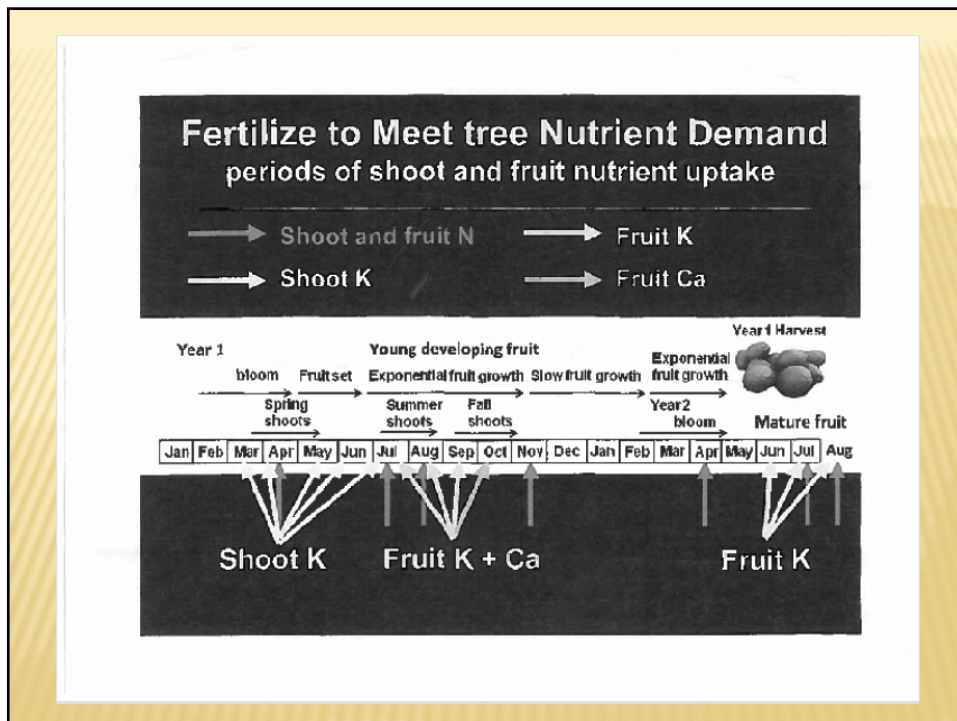 Fertilize to Meet tree Nutrient Demand
periods of shoot and fruit nutrient uptake
Shoot and fruit N
Fruit K
Shoot K
Fruit Ca
Year 1 Harvest
Year 1
Young developing fruit
bloom
Fruit set
Exponential fruit growth
Slow fruit growth
Exponential
fruit growth
Spring
shoots
Summer
shoots
Fall
shoots
Year2
bloom
Mature fruit
Jan Feb Mar Apr May Jun Jul Aug Sep Oct Nov Dec Jan Feb Mar Apr May Jun Jul Aug
Shoot K
Fruit K + Ca
Fruit K